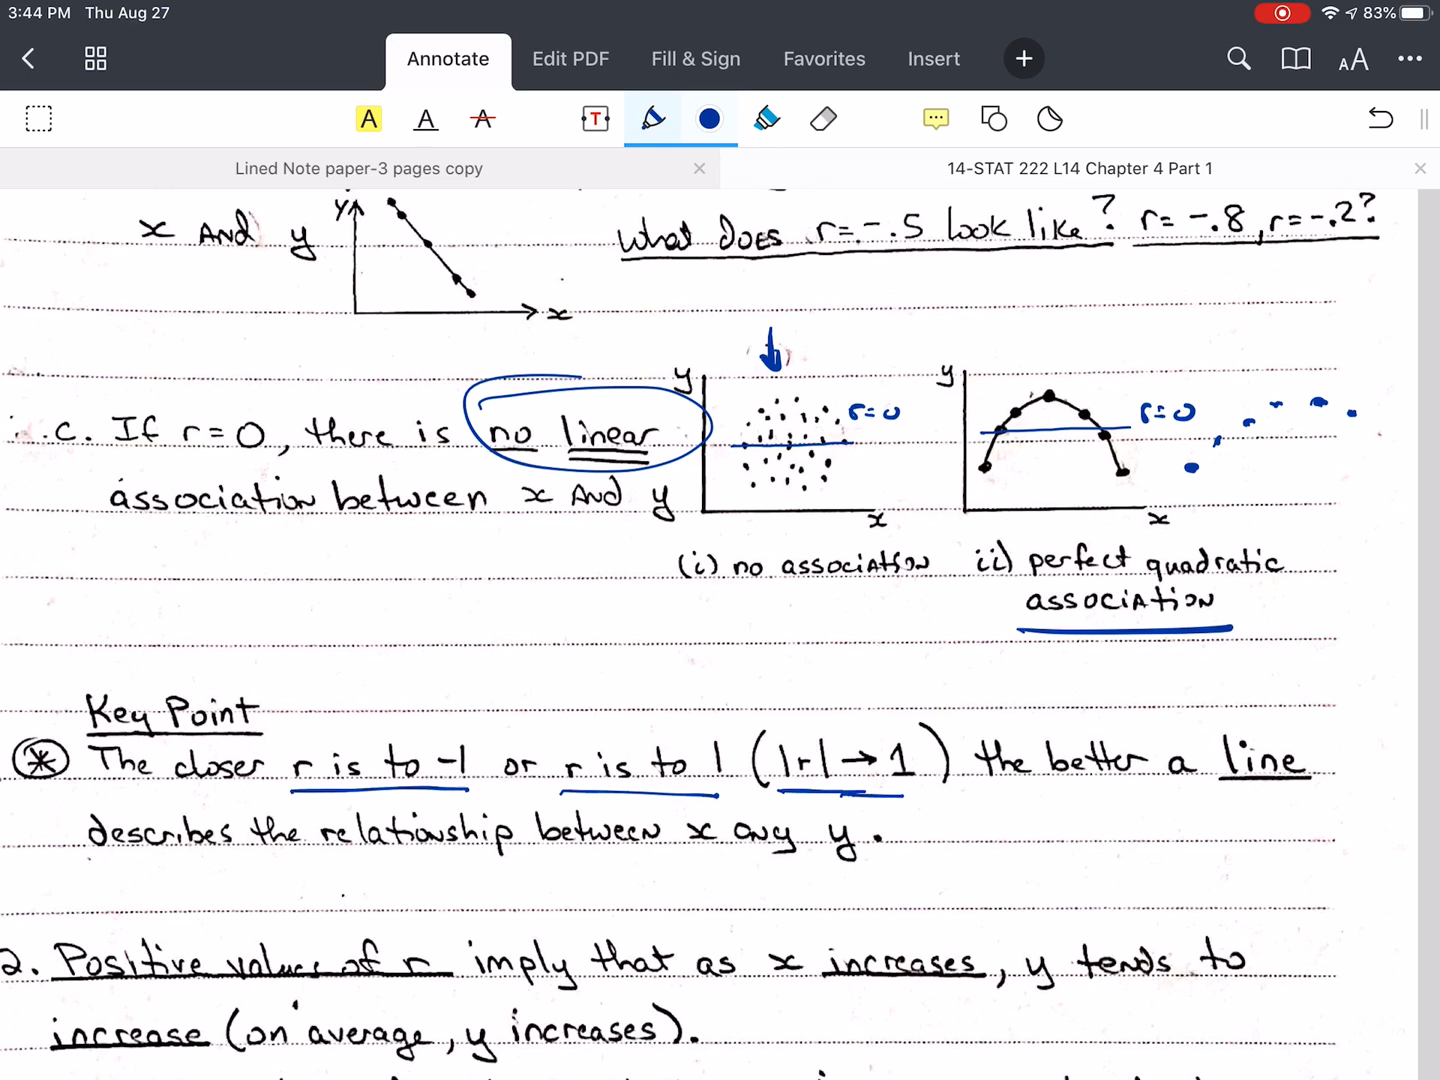 3:44 PM Thu Aug 27
83%
Annotate Edit PDF Fill & Sign Favorites Insert
A A A T AA
Lined Note paper-3 pages copy
14-STAT 222 L14 Chapter 4 Part 1
x AND y
y
x
What DOES r=-.5 look like? r= -.8, r=-.2?
c. If r=0, there is no linear
association between x AND y
y
r=0
x
(i) no association
y
r=0
x
ii) perfect quadratic
association
Key Point
* The closer r is to -1 or r is to 1 (|r|→1) the better a line
describes the relationship between x any y.
2. Positive values of r imply that as x increases, y tends to
increase (on average, y increases).